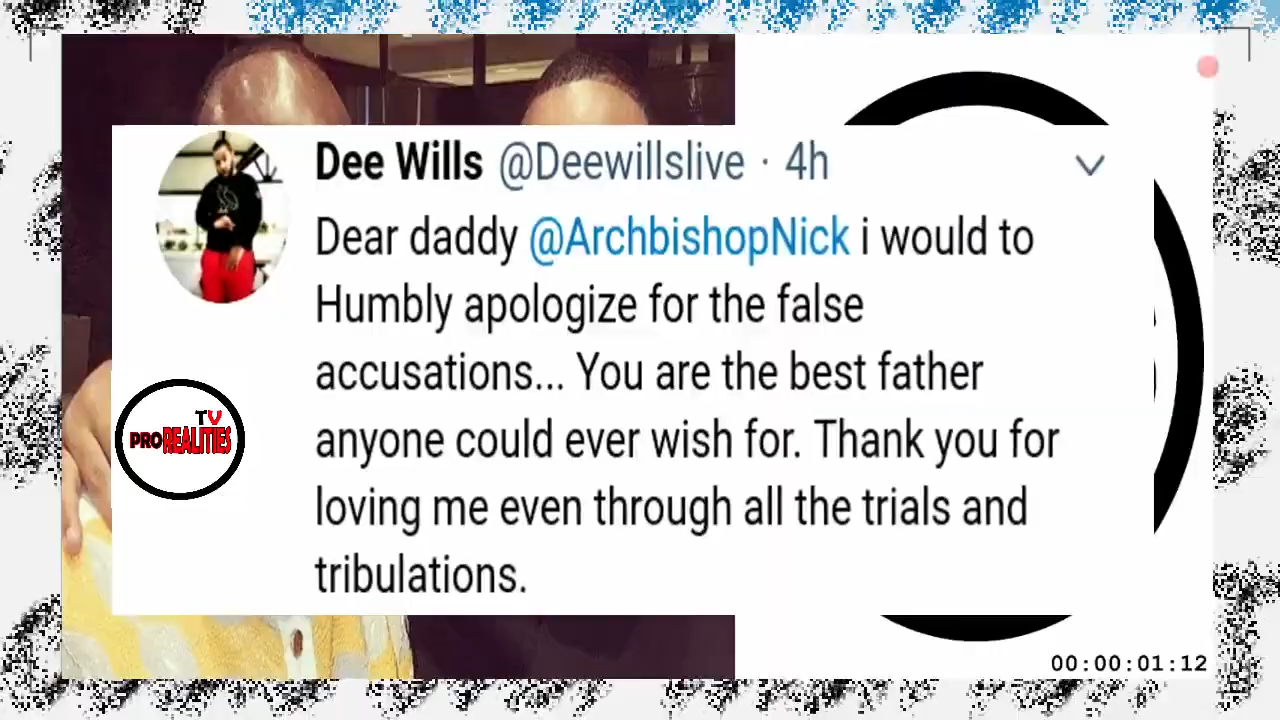 Dee Wills @Deewillslive · 4h
Dear daddy @ArchbishopNick i would to
Humbly apologize for the false
accusations... You are the best father
anyone could ever wish for. Thank you for
loving me even through all the trials and
tribulations.
TV
PROREALITIES
00:00:01:12